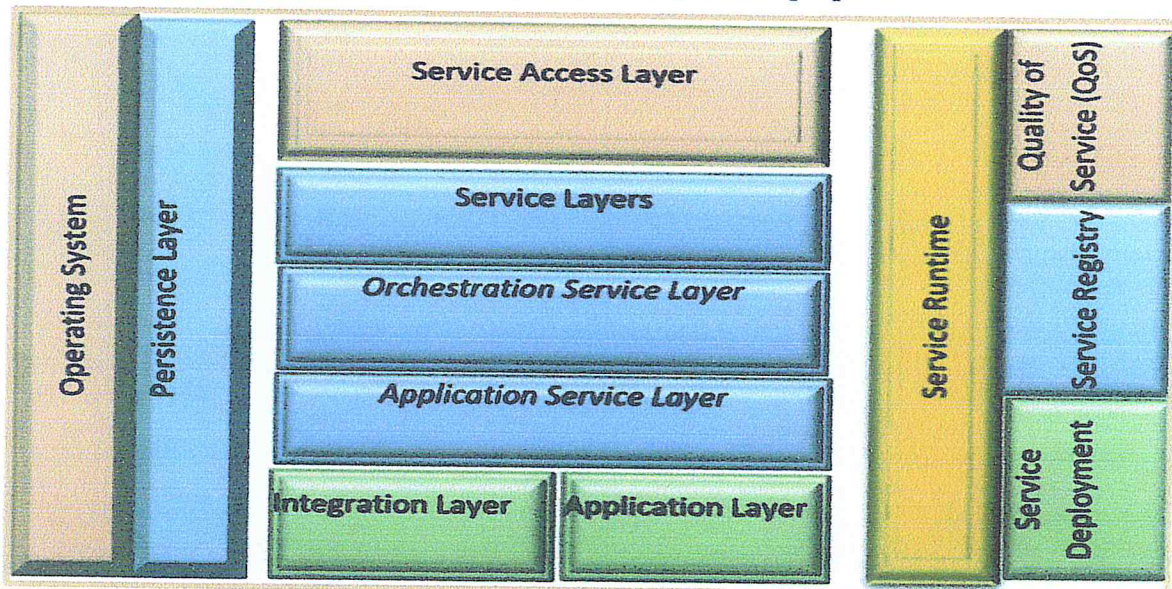 Operating System
Persistence Layer
Service Access Layer
Service Layers
Orchestration Service Layer
Application Service Layer
Integration Layer
Application Layer
Service Runtime
Quality of
Service (QoS)
Service Registry
Service
Deployment